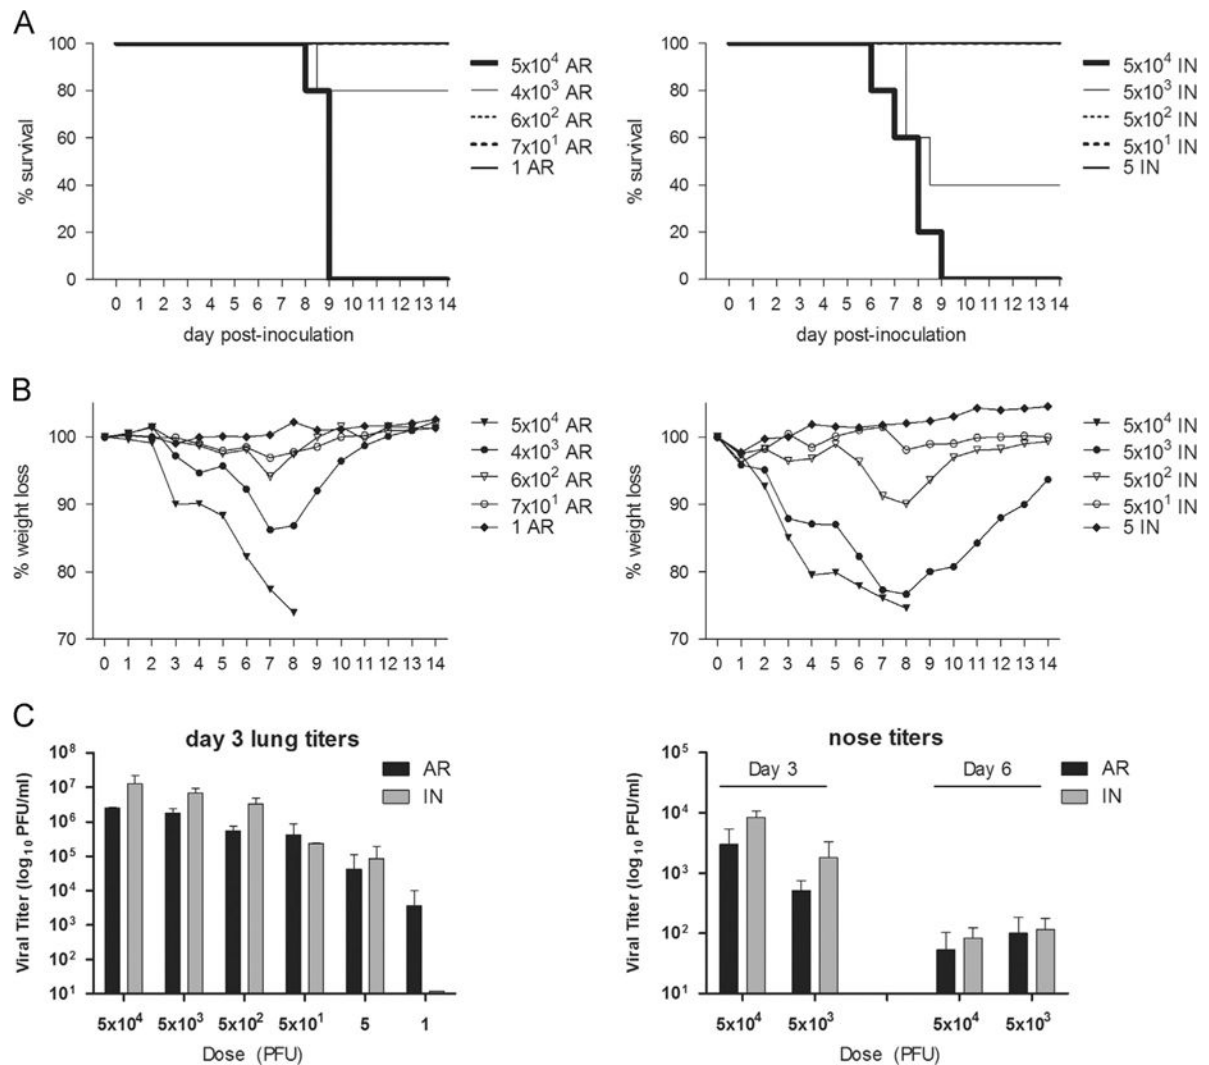 A
% survival
100
80
60
40
20
0
0 1 2 3 4 5 6 7 8 9 10 11 12 13 14
day post-inoculation
5x10⁴ AR
4x10³ AR
6x10² AR
7x10¹ AR
1 AR
% survival
100
80
60
40
20
0
0 1 2 3 4 5 6 7 8 9 10 11 12 13 14
day post-inoculation
5x10⁴ IN
5x10³ IN
5x10² IN
5x10¹ IN
5 IN
B
% weight loss
100
90
80
70
0 1 2 3 4 5 6 7 8 9 10 11 12 13 14
5x10⁴ AR
4x10³ AR
6x10² AR
7x10¹ AR
1 AR
% weight loss
100
90
80
70
0 1 2 3 4 5 6 7 8 9 10 11 12 13 14
5x10⁴ IN
5x10³ IN
5x10² IN
5x10¹ IN
5 IN
C
day 3 lung titers
Viral Titer (log₁₀ PFU/ml)
10⁸
10⁷
10⁶
10⁵
10⁴
10³
10²
10¹
5x10⁴ 5x10³ 5x10² 5x10¹ 5 1
Dose (PFU)
AR
IN
nose titers
Viral Titer (log₁₀ PFU/ml)
10⁵
10⁴
10³
10²
10¹
Day 3
Day 6
5x10⁴ 5x10³ 5x10⁴ 5x10³
Dose (PFU)
AR
IN